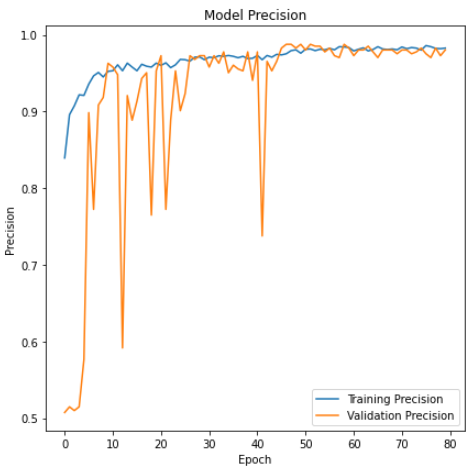 Model Precision
1.0
0.9
0.8
0.7
0.6
0.5
Precision
0 10 20 30 40 50 60 70 80
Epoch
Training Precision
Validation Precision